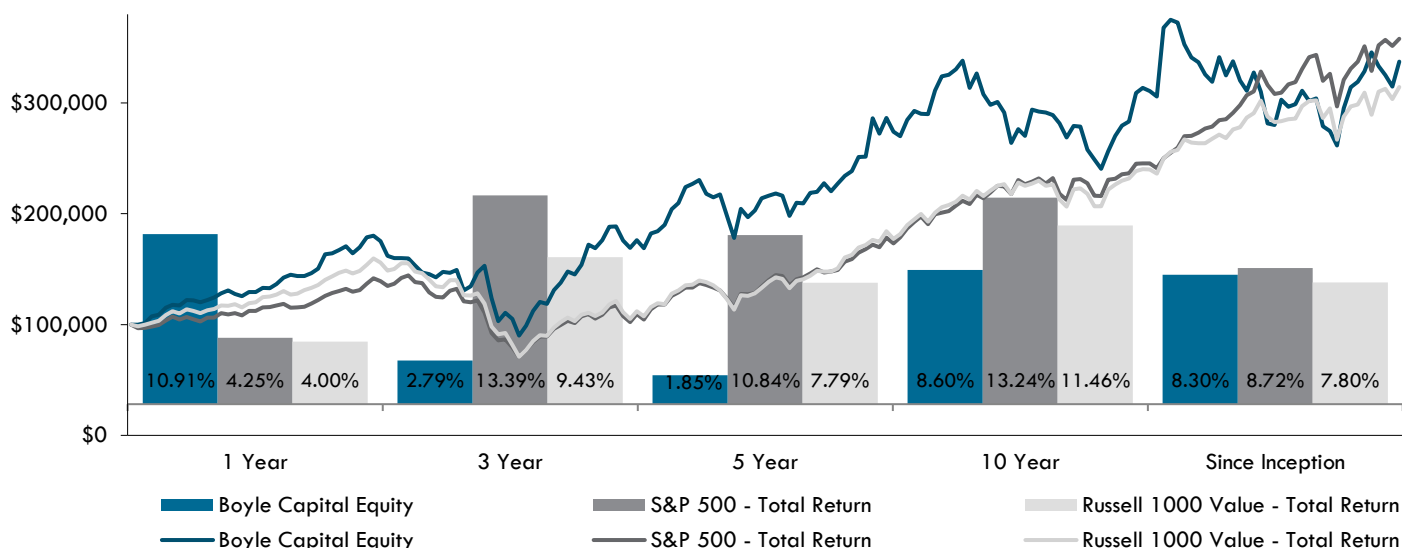 $300,000
$200,000
$100,000
$0
10.91% 4.25% 4.00% 2.79% 13.39% 9.43% 1.85% 10.84% 7.79% 8.60% 13.24% 11.46% 8.30% 8.72% 7.80%
1 Year 3 Year 5 Year 10 Year Since Inception
Boyle Capital Equity S&P 500 - Total Return Russell 1000 Value - Total Return
Boyle Capital Equity S&P 500 - Total Return Russell 1000 Value - Total Return